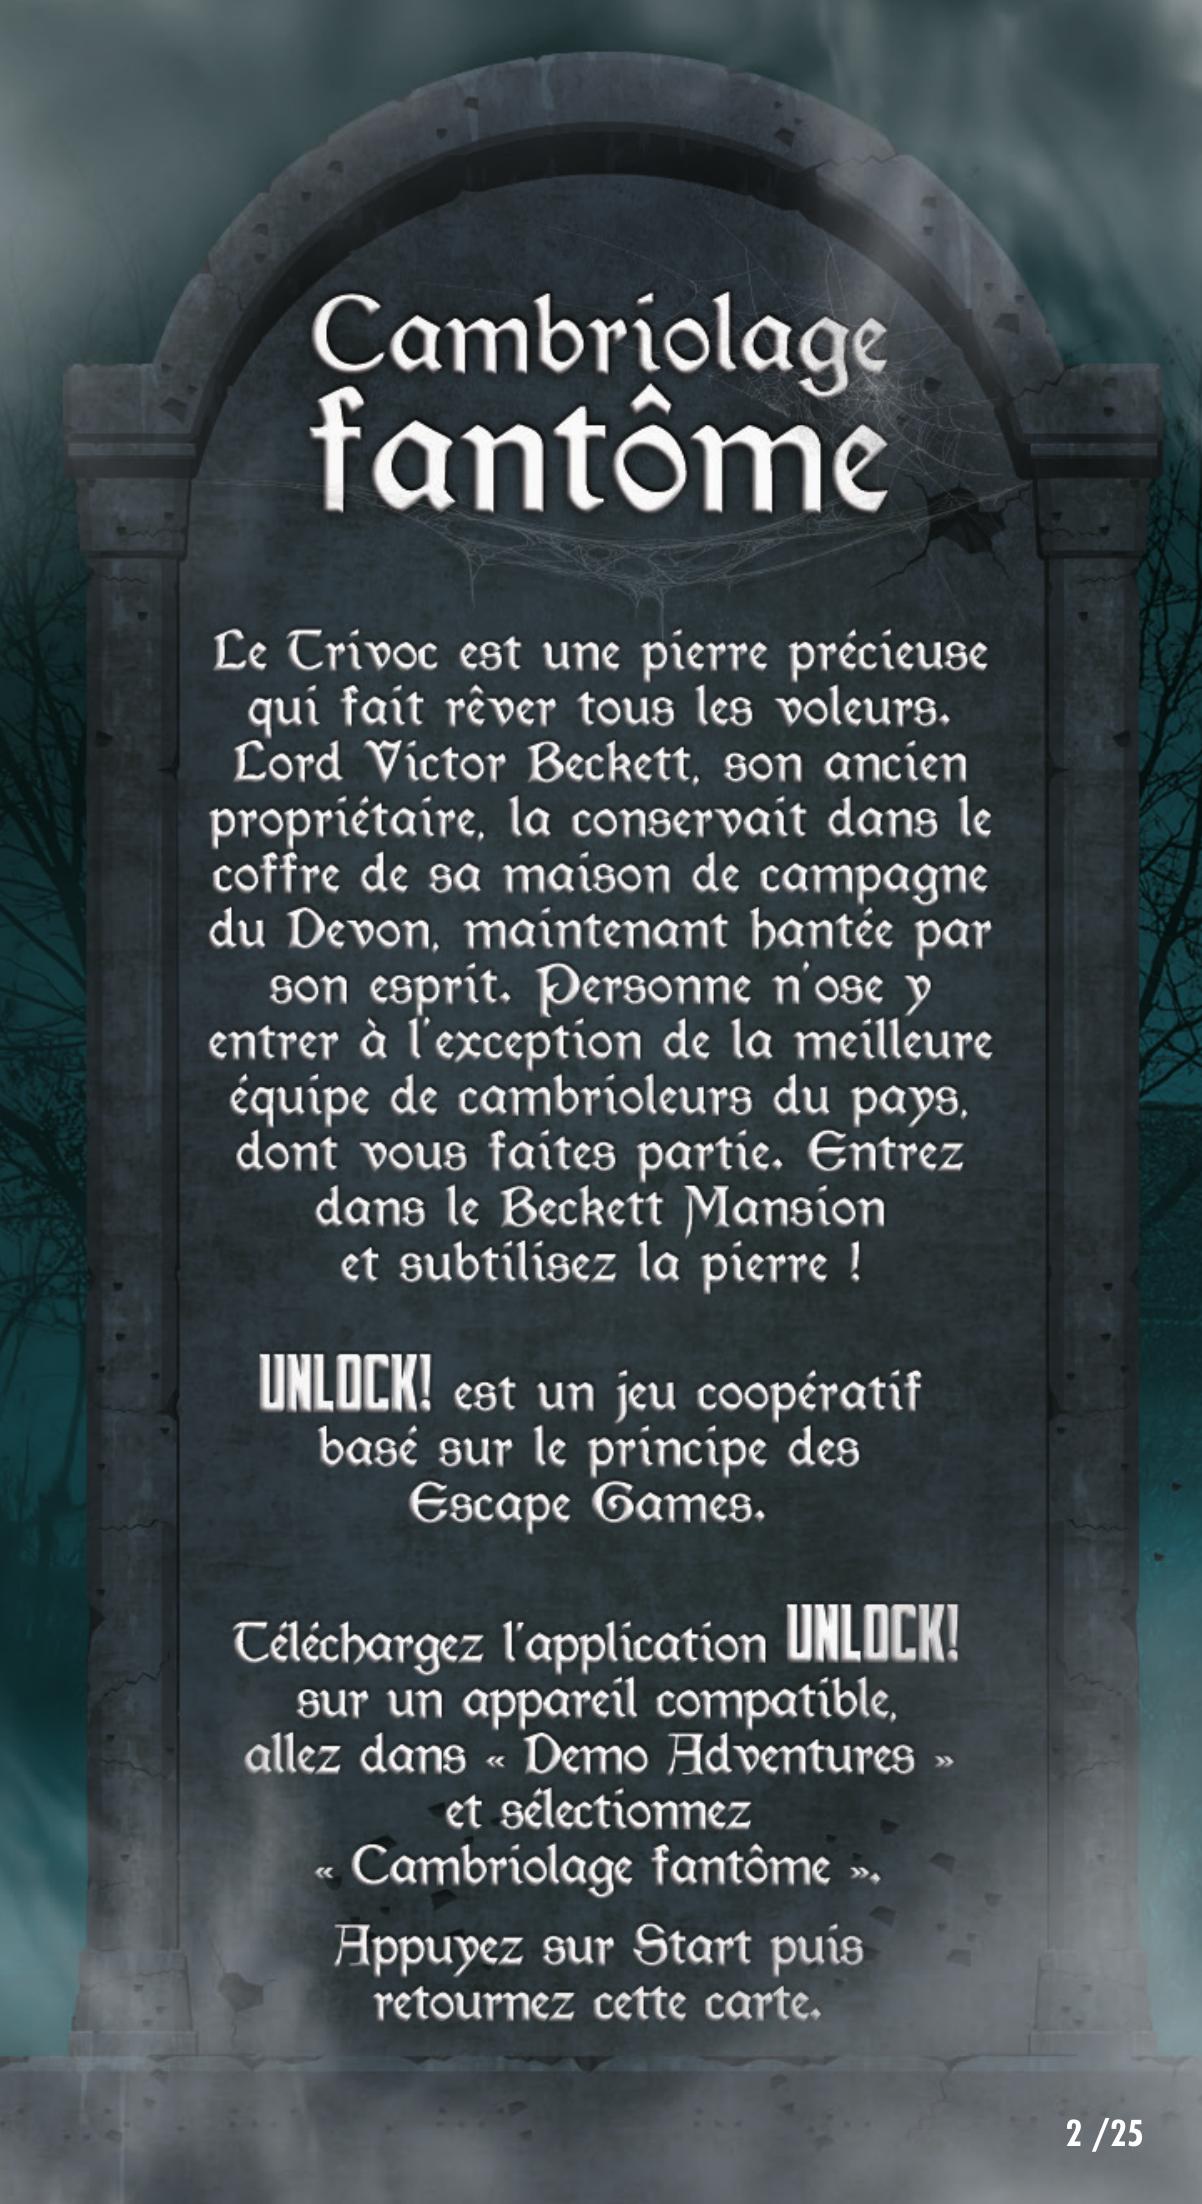 Cambriolage
fantôme
Le Trivoc est une pierre précieuse
qui fait rêver tous les voleurs.
Lord Victor Beckett, son ancien
propriétaire, la conservait dans le
coffre de sa maison de campagne
du Devon, maintenant hantée par
son esprit. Personne n'ose y
entrer à l'exception de la meilleure
équipe de cambrioleurs du pays,
dont vous faites partie. Entrez
dans le Beckett Mansion
et subtilisez la pierre !
UNLOCK! est un jeu coopératif
basé sur le principe des
Escape Games.
Téléchargez l'application UNLOCK!
sur un appareil compatible,
allez dans « Demo Adventures »
et sélectionnez
« Cambriolage fantôme ».
Appuyez sur Start puis
retournez cette carte.
2 /25